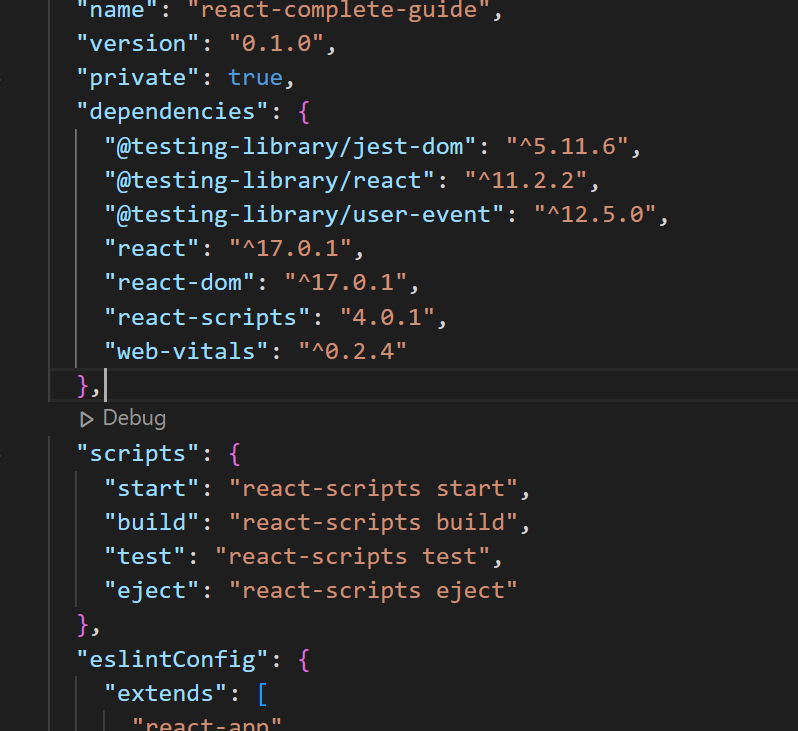 "name": "react-complete-guide",
"version": "0.1.0",
"private": true,
"dependencies": {
"@testing-library/jest-dom": "^5.11.6",
"@testing-library/react": "^11.2.2",
"@testing-library/user-event": "^12.5.0",
"react": "^17.0.1",
"react-dom": "^17.0.1",
"react-scripts": "4.0.1",
"web-vitals": "^0.2.4"
},
Debug
"scripts": {
"start": "react-scripts start",
"build": "react-scripts build",
"test": "react-scripts test",
"eject": "react-scripts eject"
},
"eslintConfig": {
"extends": [
"react-app"